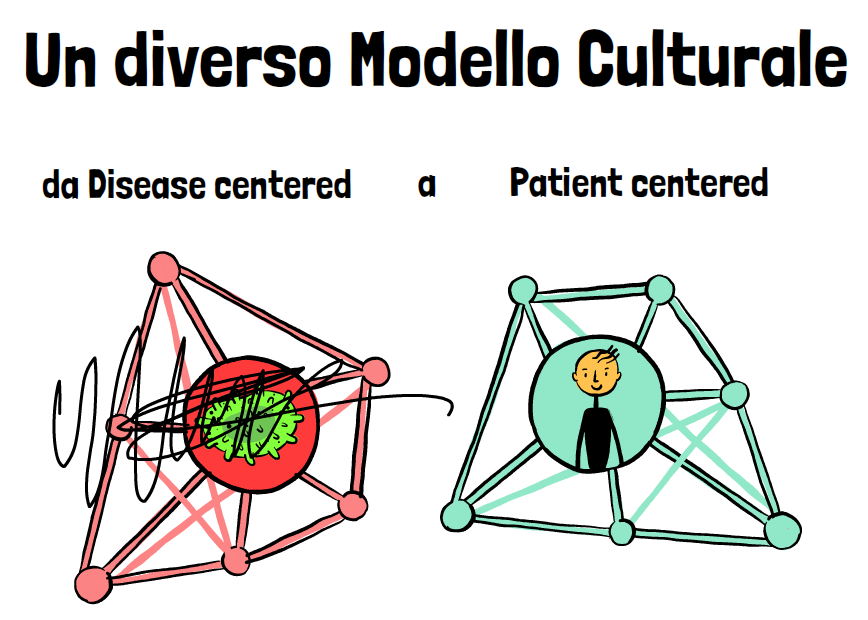 Un diverso Modello Culturale
da Disease centered a Patient centered